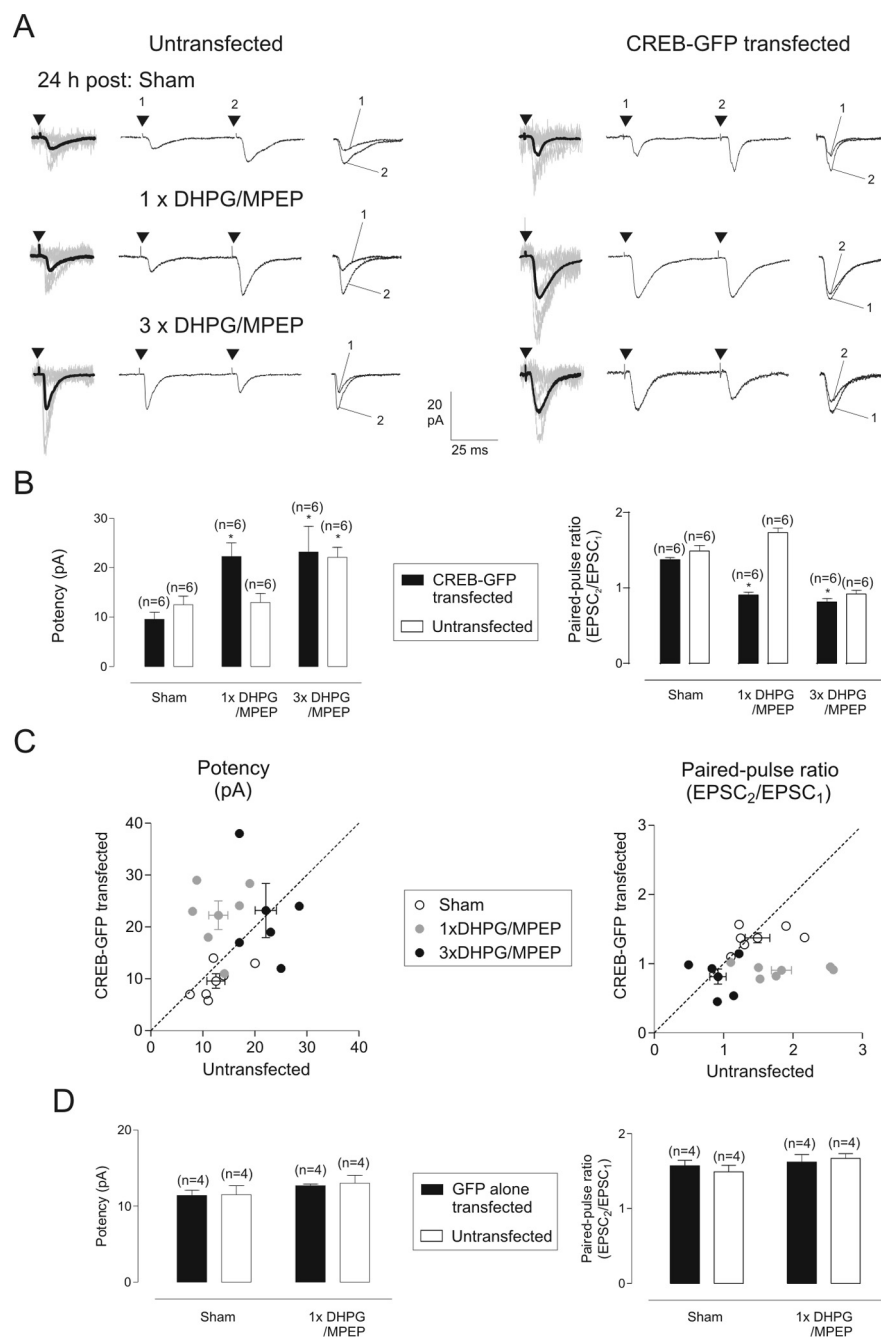 A
Untransfected
CREB-GFP transfected
24 h post: Sham
1
2
1
2
1
2
1
2
1 x DHPG/MPEP
1
2
2
1
3 x DHPG/MPEP
1
2
2
1
20
pA
25 ms
B
Potency (pA)
30
20
10
0
(n=6)
(n=6)
(n=6)
*
(n=6)
(n=6)
*
(n=6)
*
Sham
1x DHPG
/MPEP
3x DHPG
/MPEP
CREB-GFP
transfected
Untransfected
Paired-pulse ratio
(EPSC2/EPSC1)
2
1
0
(n=6)
(n=6)
(n=6)
*
(n=6)
(n=6)
*
(n=6)
Sham
1x DHPG
/MPEP
3x DHPG
/MPEP
C
Potency
(pA)
CREB-GFP transfected
40
30
20
10
0
0
10
20
30
40
Untransfected
Sham
1xDHPG/MPEP
3xDHPG/MPEP
Paired-pulse ratio
(EPSC2/EPSC1)
CREB-GFP transfected
3
2
1
0
0
1
2
3
Untransfected
D
Potency (pA)
20
10
0
(n=4)
(n=4)
(n=4)
(n=4)
Sham
1x DHPG
/MPEP
GFP alone
transfected
Untransfected
Paired-pulse ratio
(EPSC2/EPSC1)
2
1
0
(n=4)
(n=4)
(n=4)
(n=4)
Sham
1x DHPG
/MPEP